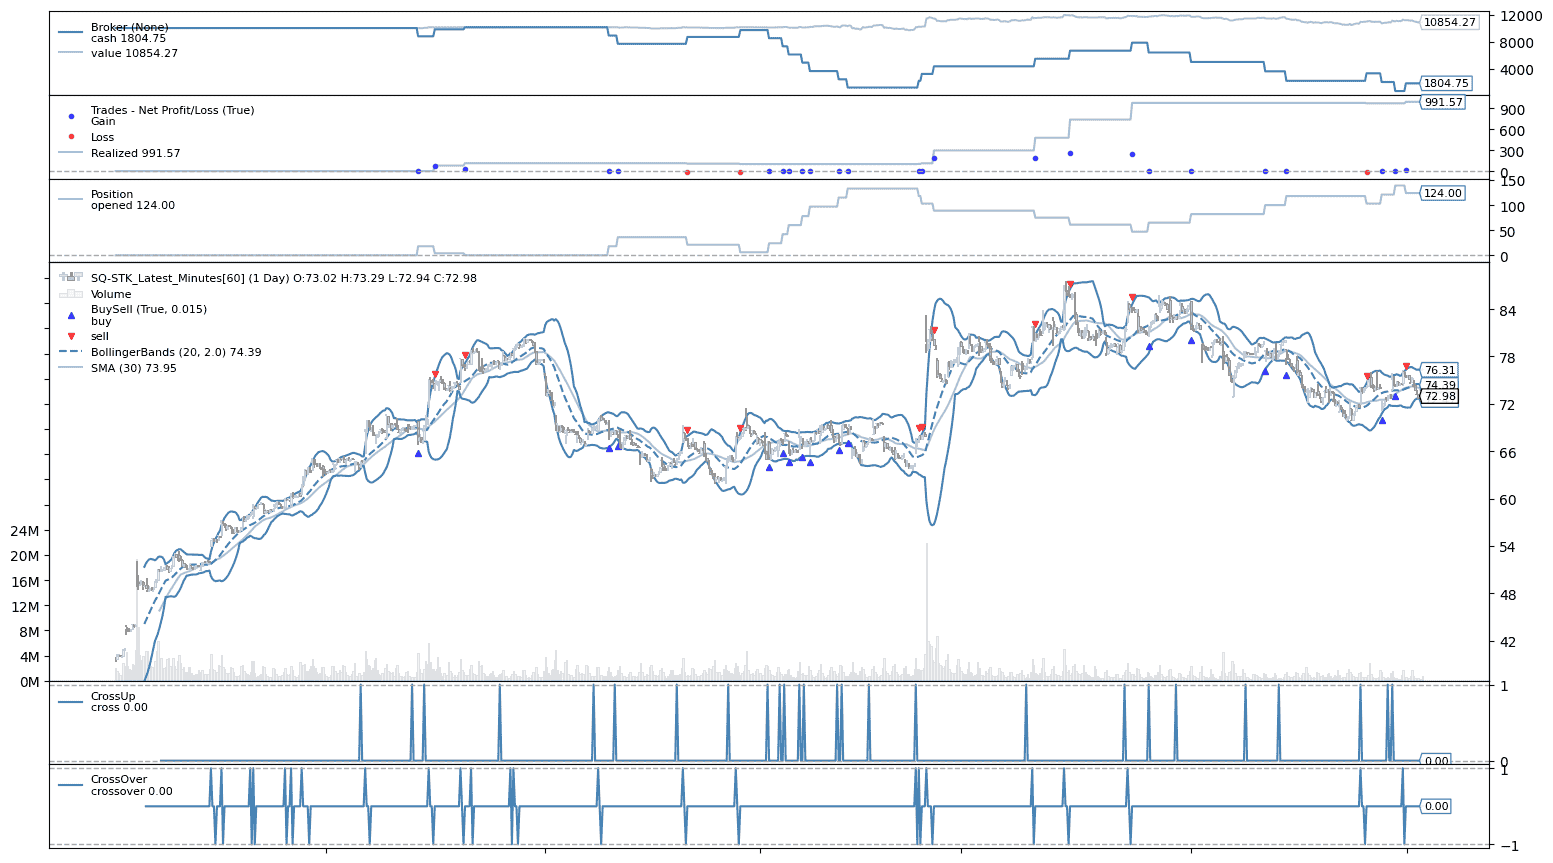 Broker (None)
cash 1804.75
value 10854.27
12000
10854.27
8000
4000
1804.75
Trades - Net Profit/Loss (True)
Gain
Loss
Realized 991.57
991.57
900
600
300
0
Position
opened 124.00
150
124.00
100
50
0
SQ-STK_Latest_Minutes[60] (1 Day) O:73.02 H:73.29 L:72.94 C:72.98
Volume
BuySell (True, 0.015)
buy
sell
BollingerBands (20, 2.0) 74.39
SMA (30) 73.95
84
78
76.31
74.39
72.98
72
66
60
54
48
42
24M
20M
16M
12M
8M
4M
0M
CrossUp
cross 0.00
1
0.00
0
CrossOver
crossover 0.00
1
0.00
−1